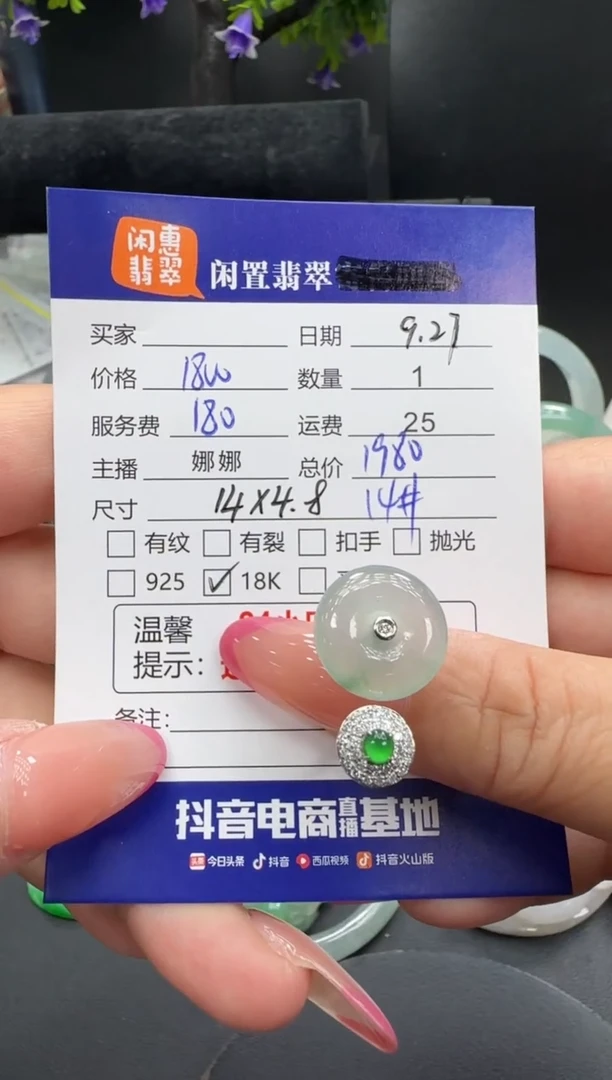 闲惠
翡翠
闲置翡翠
买家 日期 9.27
价格 1800 数量 1
服务费 180 运费 25
主播 娜娜 总价 1980
尺寸 14X4.8 14#
有纹 有裂 扣手 抛光
925 18K
温馨
提示：
备注：
抖音电商直播基地
头条 今日头条 抖音 西瓜视频 抖音火山版